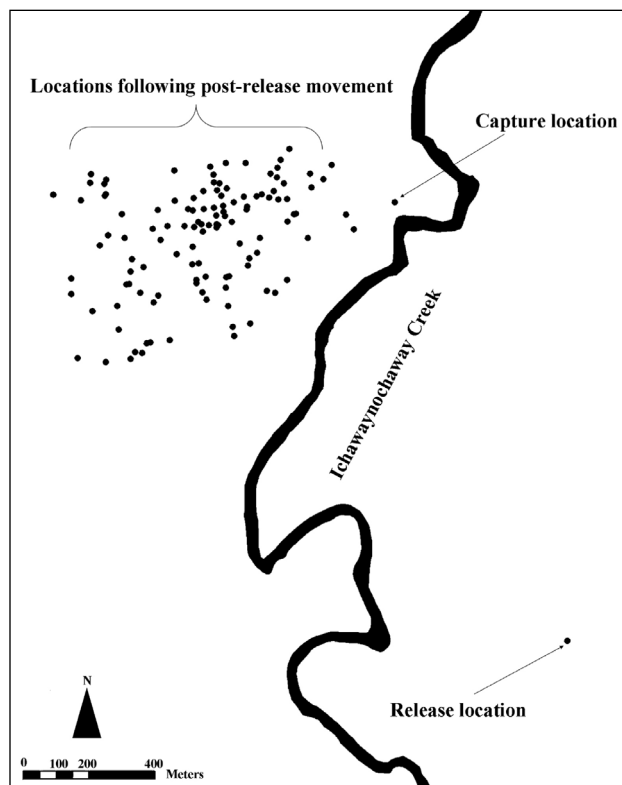 Locations following post-release movement
Capture location
Ichawaynochaway Creek
Release location
N
0 100 200 400
Meters